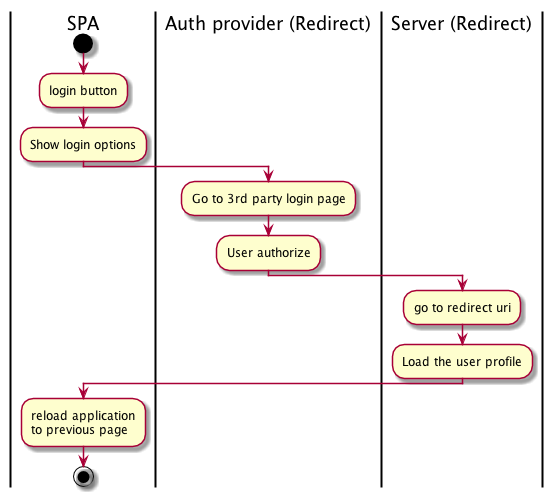 SPA
Auth provider (Redirect)
Server (Redirect)
login button
Show login options
Go to 3rd party login page
User authorize
go to redirect uri
Load the user profile
reload application
to previous page